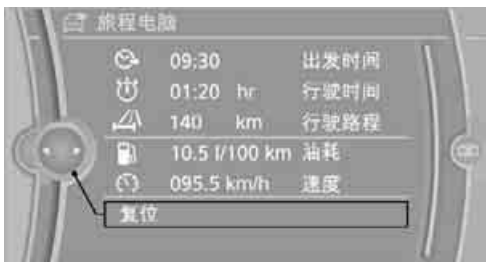 旅程电脑
09:30 出发时间
01:20 hr 行驶时间
140 km 行驶路程
10.5 l/100 km 油耗
095.5 km/h 速度
复位